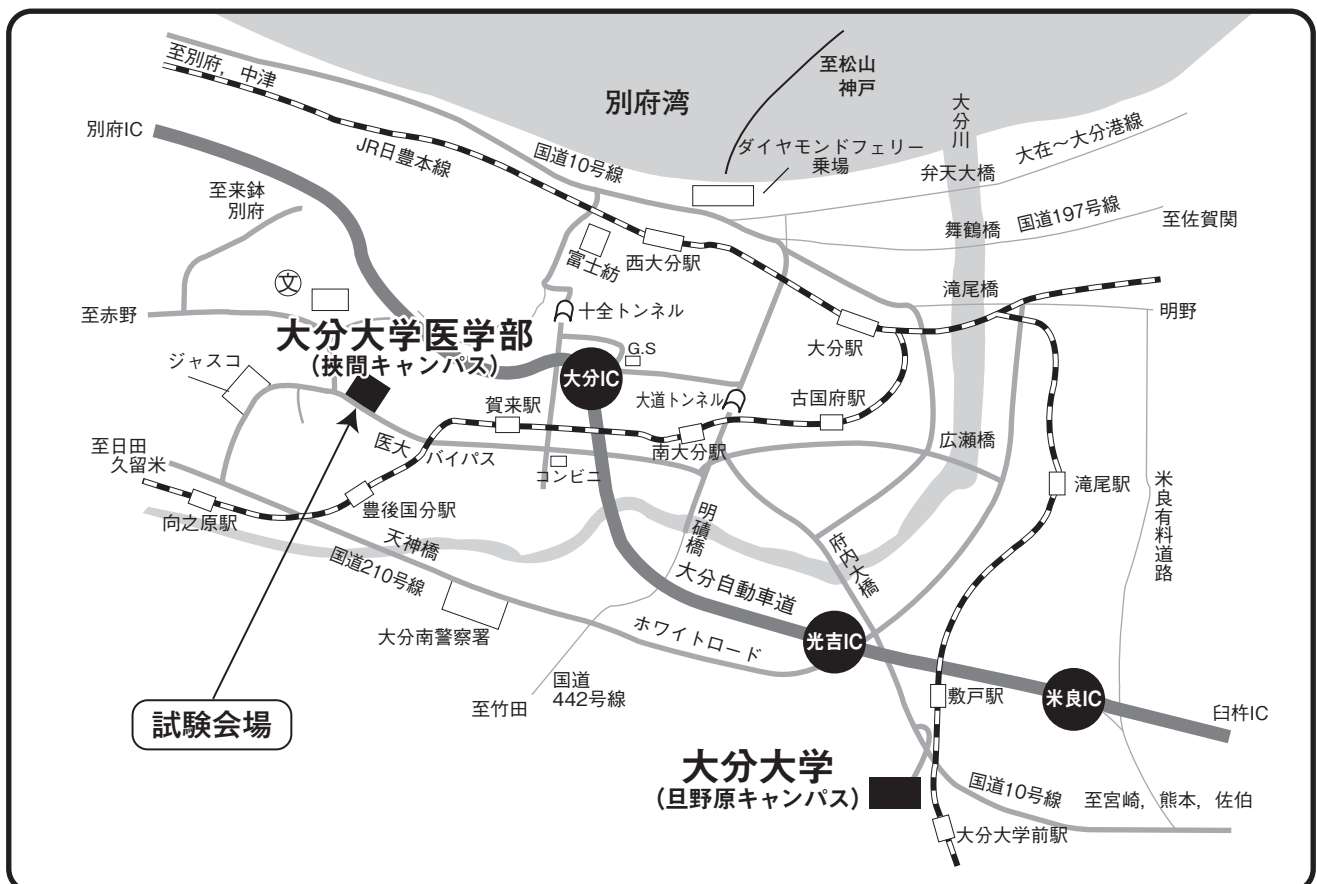 至別府，中津
別府湾
至松山
神戸
大分川
別府IC
JR日豊本線
国道10号線
ダイヤモンドフェリー
乗場
弁天大橋
大在〜大分港線
至来鉢
別府
舞鶴橋
国道197号線
至佐賀関
富士紡
西大分駅
文
滝尾橋
至赤野
十全トンネル
明野
大分大学医学部
(挾間キャンパス)
大分駅
G.S
ジャスコ
大分IC
大道トンネル
古国府駅
賀来駅
至日田
久留米
医大
バイパス
南大分駅
広瀬橋
コンビニ
滝尾駅
米良有料道路
向之原駅
豊後国分駅
明磧橋
天神橋
府内大橋
国道210号線
大分自動車道
大分南警察署
ホワイトロード
光吉IC
国道
442号線
至竹田
敷戸駅
米良IC
臼杵IC
試験会場
大分大学
(旦野原キャンパス)
国道10号線
至宮崎，熊本，佐伯
大分大学前駅